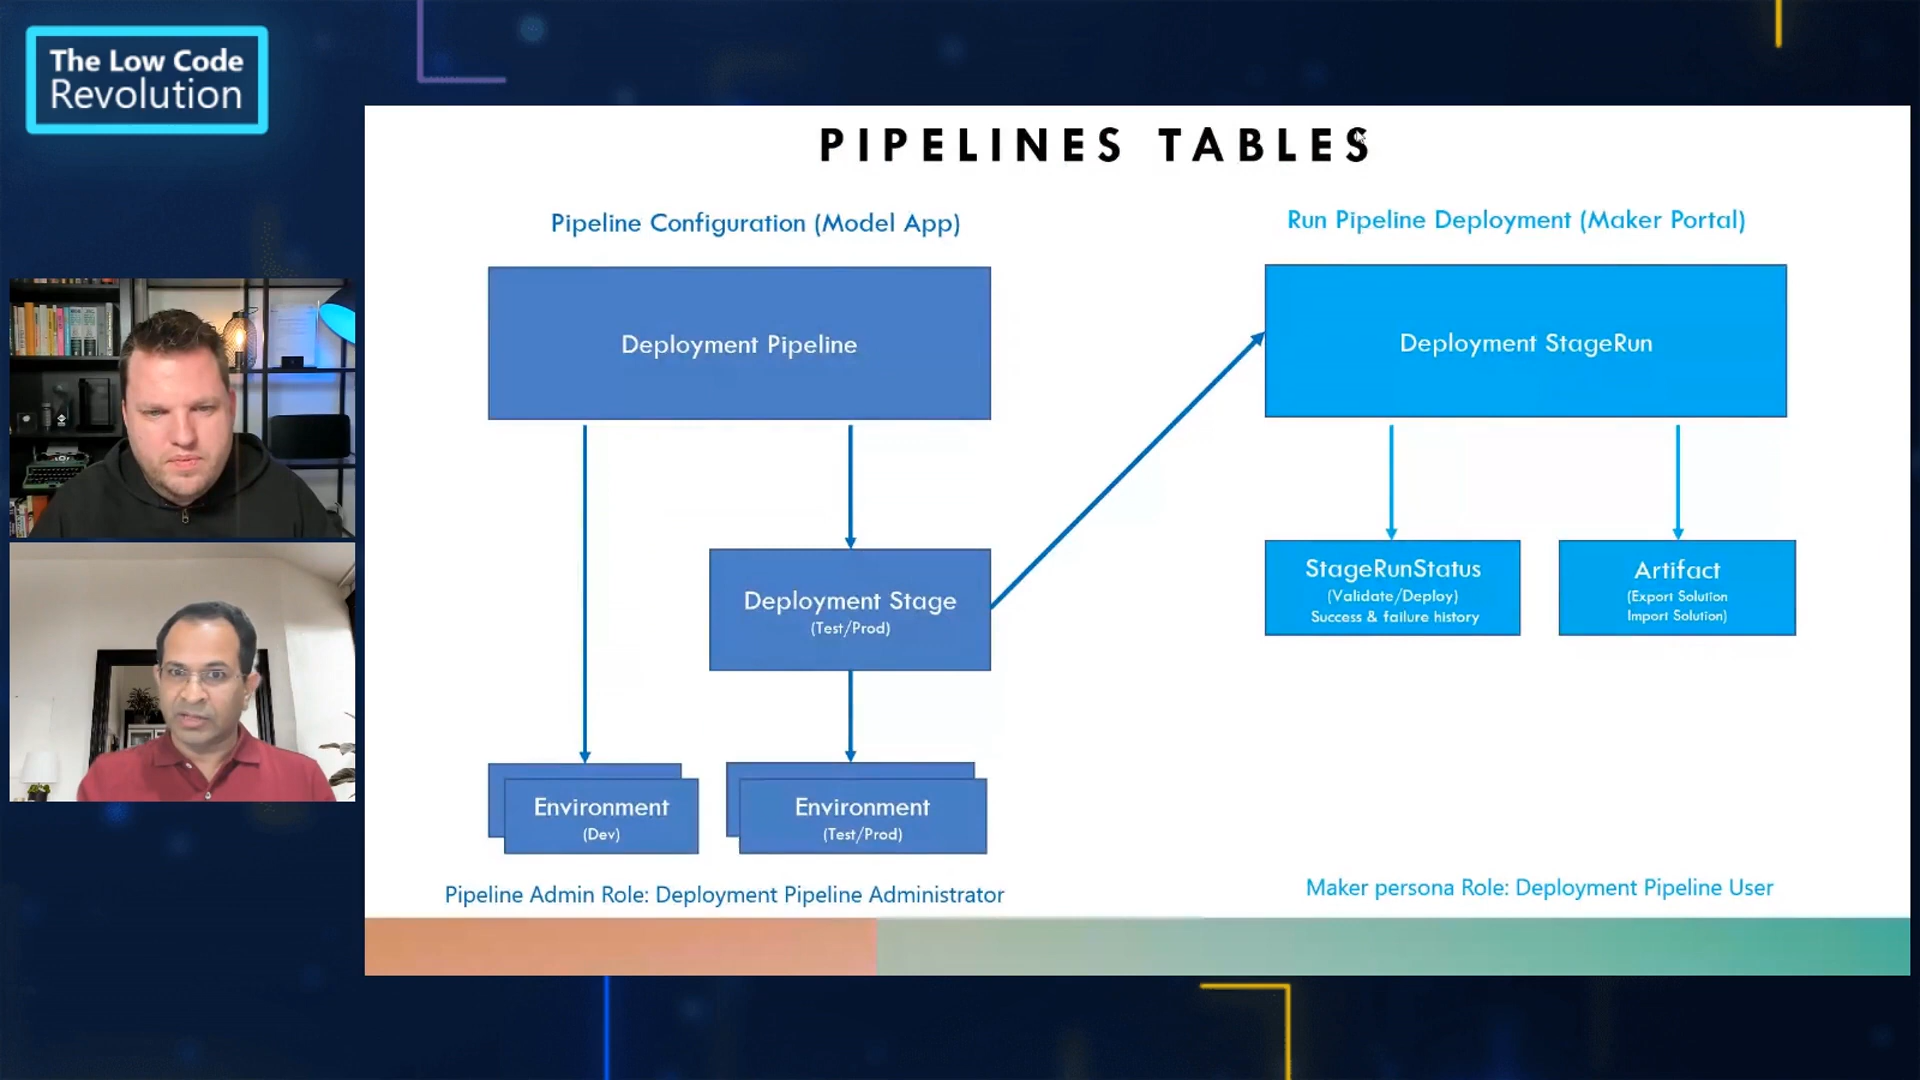 The Low Code
Revolution
PIPELINES TABLES
Pipeline Configuration (Model App)
Deployment Pipeline
Deployment Stage
(Test/Prod)
Environment
(Dev)
Environment
(Test/Prod)
Pipeline Admin Role: Deployment Pipeline Administrator
Run Pipeline Deployment (Maker Portal)
Deployment StageRun
StageRunStatus
(Validate/Deploy)
Success & failure history
Artifact
(Export Solution
Import Solution)
Maker persona Role: Deployment Pipeline User